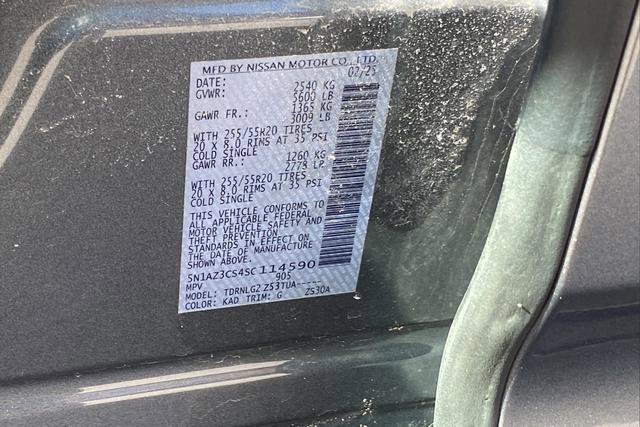 MFD BY NISSAN MOTOR CO., LTD.
DATE: 02/25
GVWR: 2540 KG
5600 LB
GAWR FR.: 1365 KG
3009 LB
WITH 255/55R20 TIRES
20 X 8.0 RIMS AT 35 PSI
COLD SINGLE
GAWR RR.: 1260 KG
2778 LB
WITH 255/55R20 TIRES
20 X 8.0 RIMS AT 35 PSI
COLD SINGLE
THIS VEHICLE CONFORMS TO
ALL APPLICABLE FEDERAL
MOTOR VEHICLE SAFETY AND
THEFT PREVENTION
STANDARDS IN EFFECT ON
THE DATE OF MANUFACTURE
SHOWN ABOVE.
5N1AZ3CS4SC114590
MPV 905
MODEL: TDRNLG2 Z53TUA-----
COLOR: KAD TRIM: G Z530A